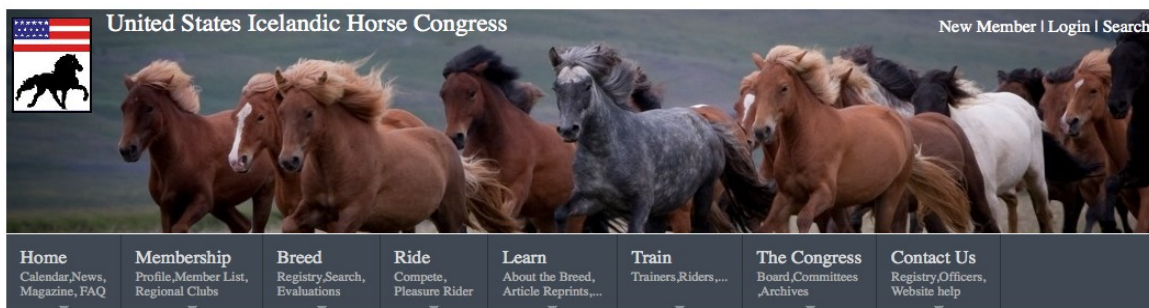 United States Icelandic Horse Congress
New Member | Login | Search
Home
Calendar,News,
Magazine, FAQ
Membership
Profile,Member List,
Regional Clubs
Breed
Registry,Search,
Evaluations
Ride
Compete,
Pleasure Rider
Learn
About the Breed,
Article Reprints,...
Train
Trainers,Riders,...
The Congress
Board,Committees
,Archives
Contact Us
Registry,Officers,
Website help